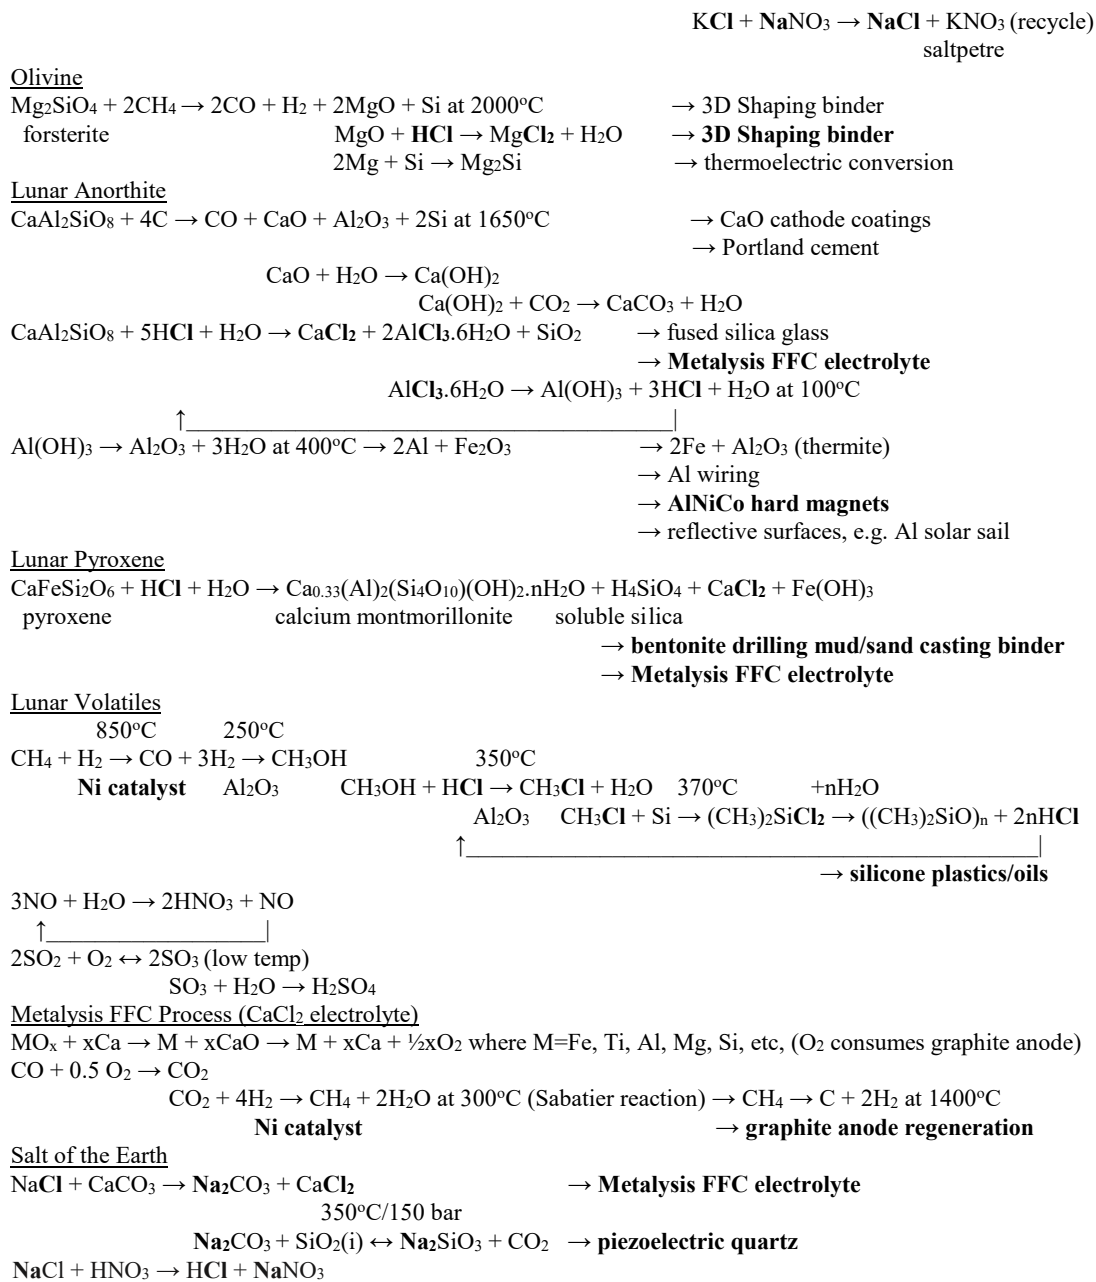 KCl + NaNO₃ → NaCl + KNO₃ (recycle)
saltpetre
Olivine
Mg₂SiO₄ + 2CH₄ → 2CO + H₂ + 2MgO + Si at 2000°C → 3D Shaping binder
forsterite MgO + HCl → MgCl₂ + H₂O → 3D Shaping binder
2Mg + Si → Mg₂Si → thermoelectric conversion
Lunar Anorthite
CaAl₂SiO₈ + 4C → CO + CaO + Al₂O₃ + 2Si at 1650°C → CaO cathode coatings
→ Portland cement
CaO + H₂O → Ca(OH)₂
Ca(OH)₂ + CO₂ → CaCO₃ + H₂O
CaAl₂SiO₈ + 5HCl + H₂O → CaCl₂ + 2AlCl₃.6H₂O + SiO₂ → fused silica glass
→ Metalysis FFC electrolyte
AlCl₃.6H₂O → Al(OH)₃ + 3HCl + H₂O at 100°C
↑____________________|
Al(OH)₃ → Al₂O₃ + 3H₂O at 400°C → 2Al + Fe₂O₃ → 2Fe + Al₂O₃ (thermite)
→ Al wiring
→ AlNiCo hard magnets
→ reflective surfaces, e.g. Al solar sail
Lunar Pyroxene
CaFeSi₂O₆ + HCl + H₂O → Ca₀.₃₃(Al)₂(Si₄O₁₀)(OH)₂.nH₂O + H₄SiO₄ + CaCl₂ + Fe(OH)₃
pyroxene calcium montmorillonite soluble silica
→ bentonite drilling mud/sand casting binder
→ Metalysis FFC electrolyte
Lunar Volatiles
850°C 250°C
CH₄ + H₂ → CO + 3H₂ → CH₃OH 350°C
Ni catalyst Al₂O₃ CH₃OH + HCl → CH₃Cl + H₂O 370°C +nH₂O
Al₂O₃ CH₃Cl + Si → (CH₃)₂SiCl₂ → ((CH₃)₂SiO)ₙ + 2nHCl
↑____________________|
→ silicone plastics/oils
3NO + H₂O → 2HNO₃ + NO
↑__________|
2SO₂ + O₂ ↔ 2SO₃ (low temp)
SO₃ + H₂O → H₂SO₄
Metalysis FFC Process (CaCl₂ electrolyte)
MOₓ + xCa → M + xCaO → M + xCa + ½xO₂ where M=Fe, Ti, Al, Mg, Si, etc, (O₂ consumes graphite anode)
CO + 0.5 O₂ → CO₂
CO₂ + 4H₂ → CH₄ + 2H₂O at 300°C (Sabatier reaction) → CH₄ → C + 2H₂ at 1400°C
Ni catalyst → graphite anode regeneration
Salt of the Earth
NaCl + CaCO₃ → Na₂CO₃ + CaCl₂ → Metalysis FFC electrolyte
350°C/150 bar
Na₂CO₃ + SiO₂(i) ↔ Na₂SiO₃ + CO₂ → piezoelectric quartz
NaCl + HNO₃ → HCl + NaNO₃